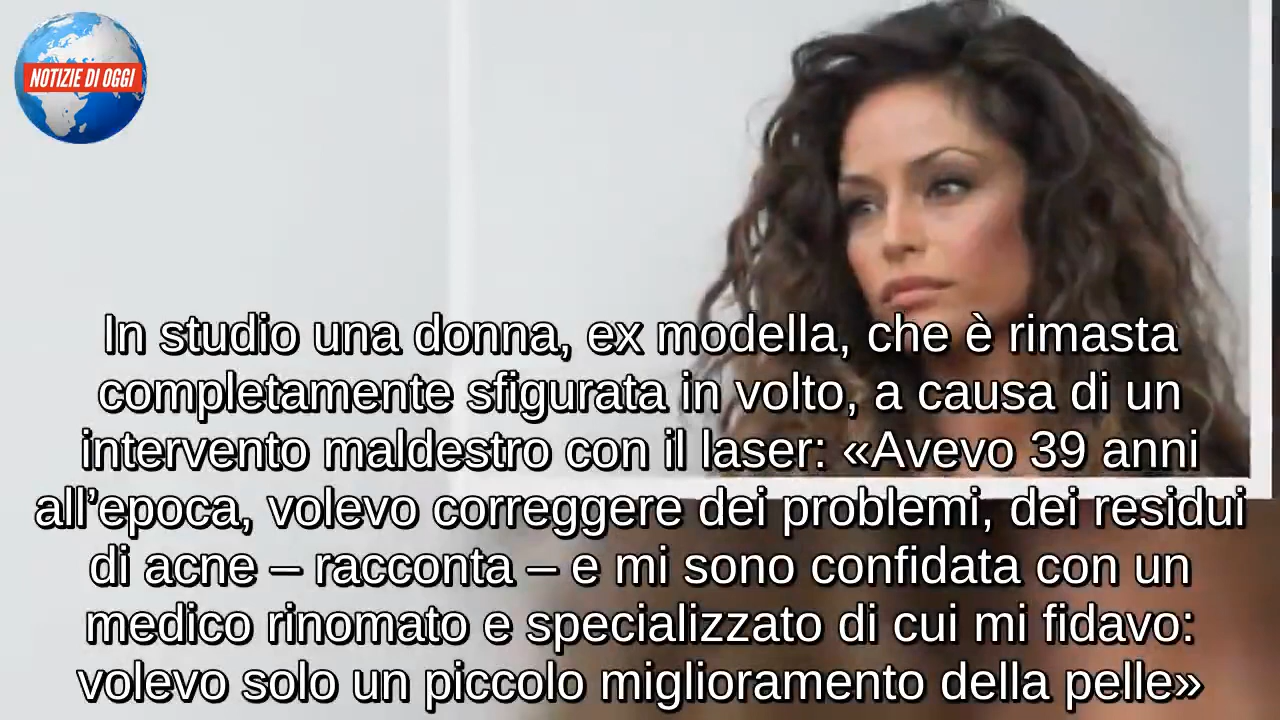 NOTIZIE DI OGGI
In studio una donna, ex modella, che è rimasta
completamente sfigurata in volto, a causa di un
intervento maldestro con il laser: «Avevo 39 anni
all’epoca, volevo correggere dei problemi, dei residui
di acne – racconta – e mi sono confidata con un
medico rinomato e specializzato di cui mi fidavo:
volevo solo un piccolo miglioramento della pelle»